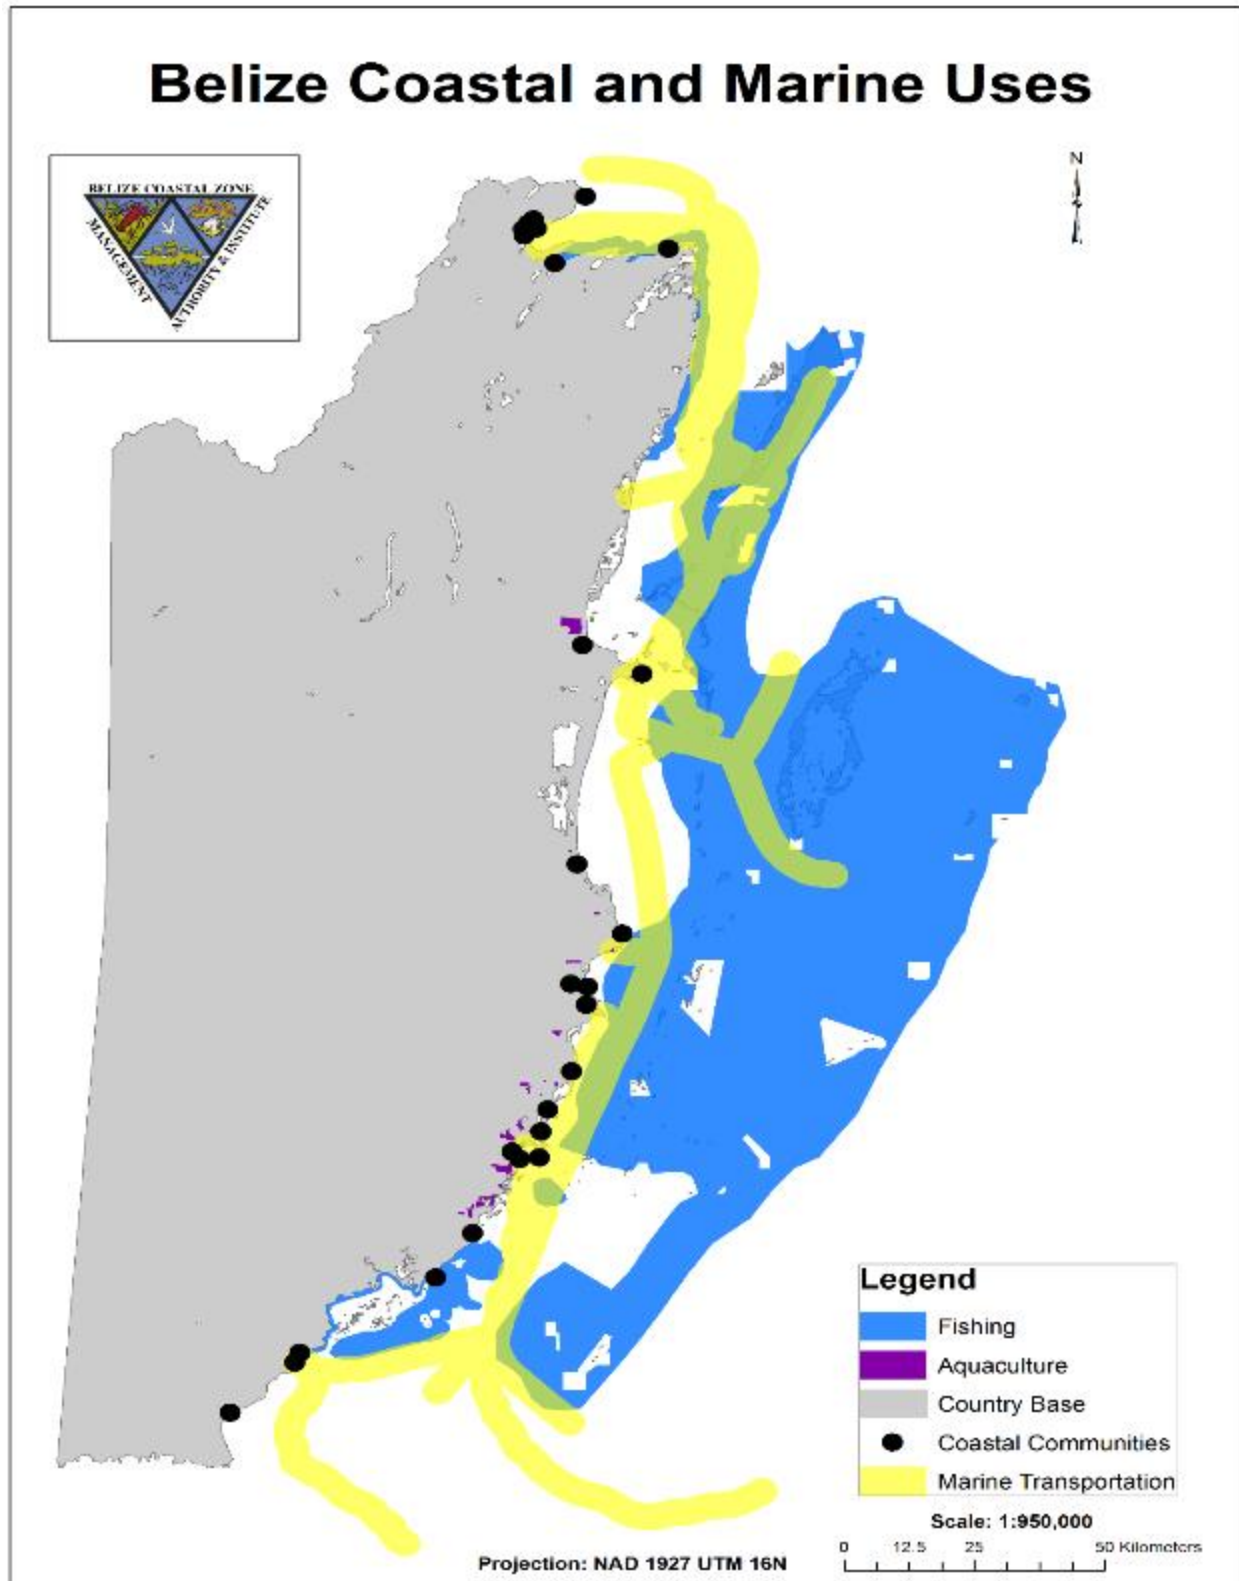 Belize Coastal and Marine Uses
BELIZE COASTAL ZONE
MANAGEMENT
AUTHORITY & INSTITUTE
N
Legend
Fishing
Aquaculture
Country Base
Coastal Communities
Marine Transportation
Scale: 1:950,000
0 12.5 25 50 Kilometers
Projection: NAD 1927 UTM 16N